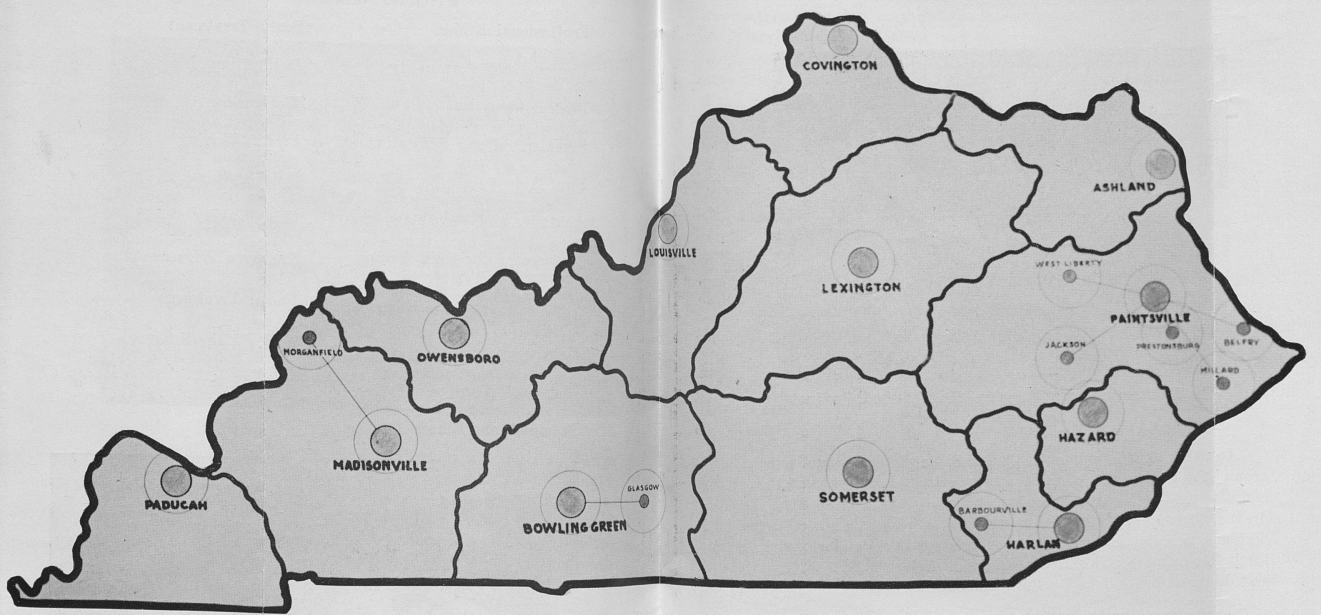 COVINGTON
ASHLAND
LOUISVILLE
WEST LIBERTY
LEXINGTON
PAINTSVILLE
JACKSON
PRESTONSBURG
BELFRY
MORGANFIELD
OWENSBORO
MILLARD
HAZARD
MADISONVILLE
PADUCAH
GLASGOW
SOMERSET
BOWLING GREEN
BARBOURVILLE
HARLAN